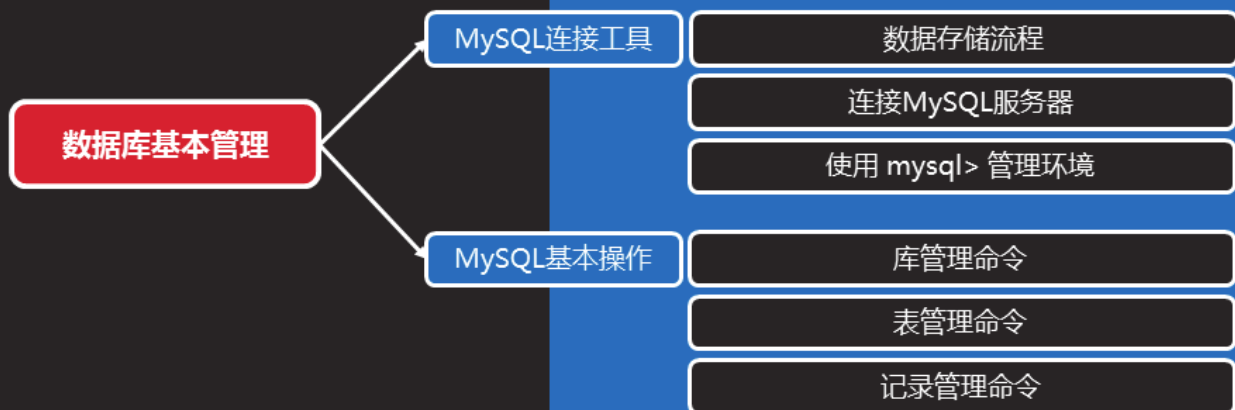 数据库基本管理
MySQL连接工具
数据存储流程
连接MySQL服务器
使用 mysql> 管理环境
MySQL基本操作
库管理命令
表管理命令
记录管理命令